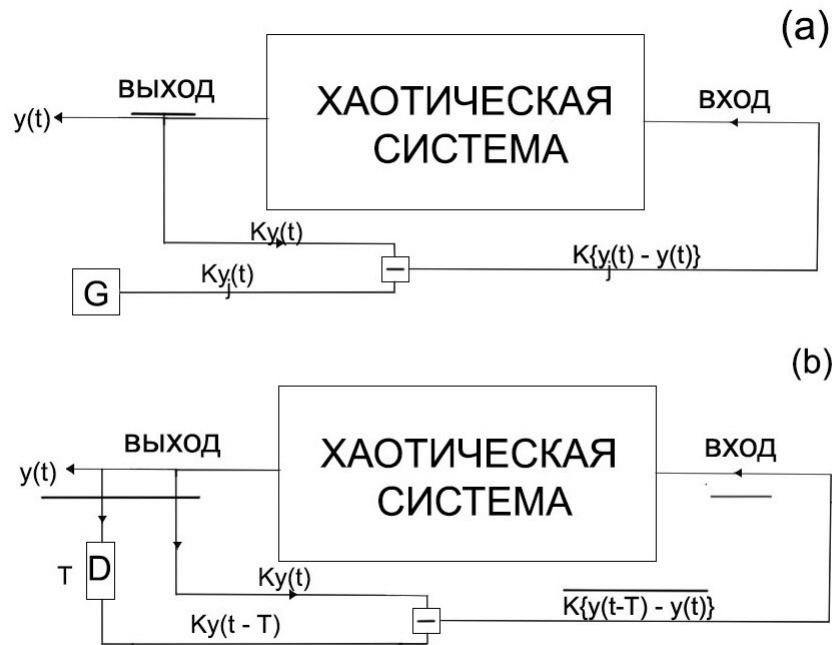 (a)
ВЫХОД
ХАОТИЧЕСКАЯ
СИСТЕМА
ВХОД
y(t)
Ky(t)
Kyj(t)
K{yj(t) - y(t)}
G
—
(b)
ВЫХОД
ХАОТИЧЕСКАЯ
СИСТЕМА
ВХОД
y(t)
T
D
Ky(t)
K{y(t-T) - y(t)}
—
Ky(t - T)